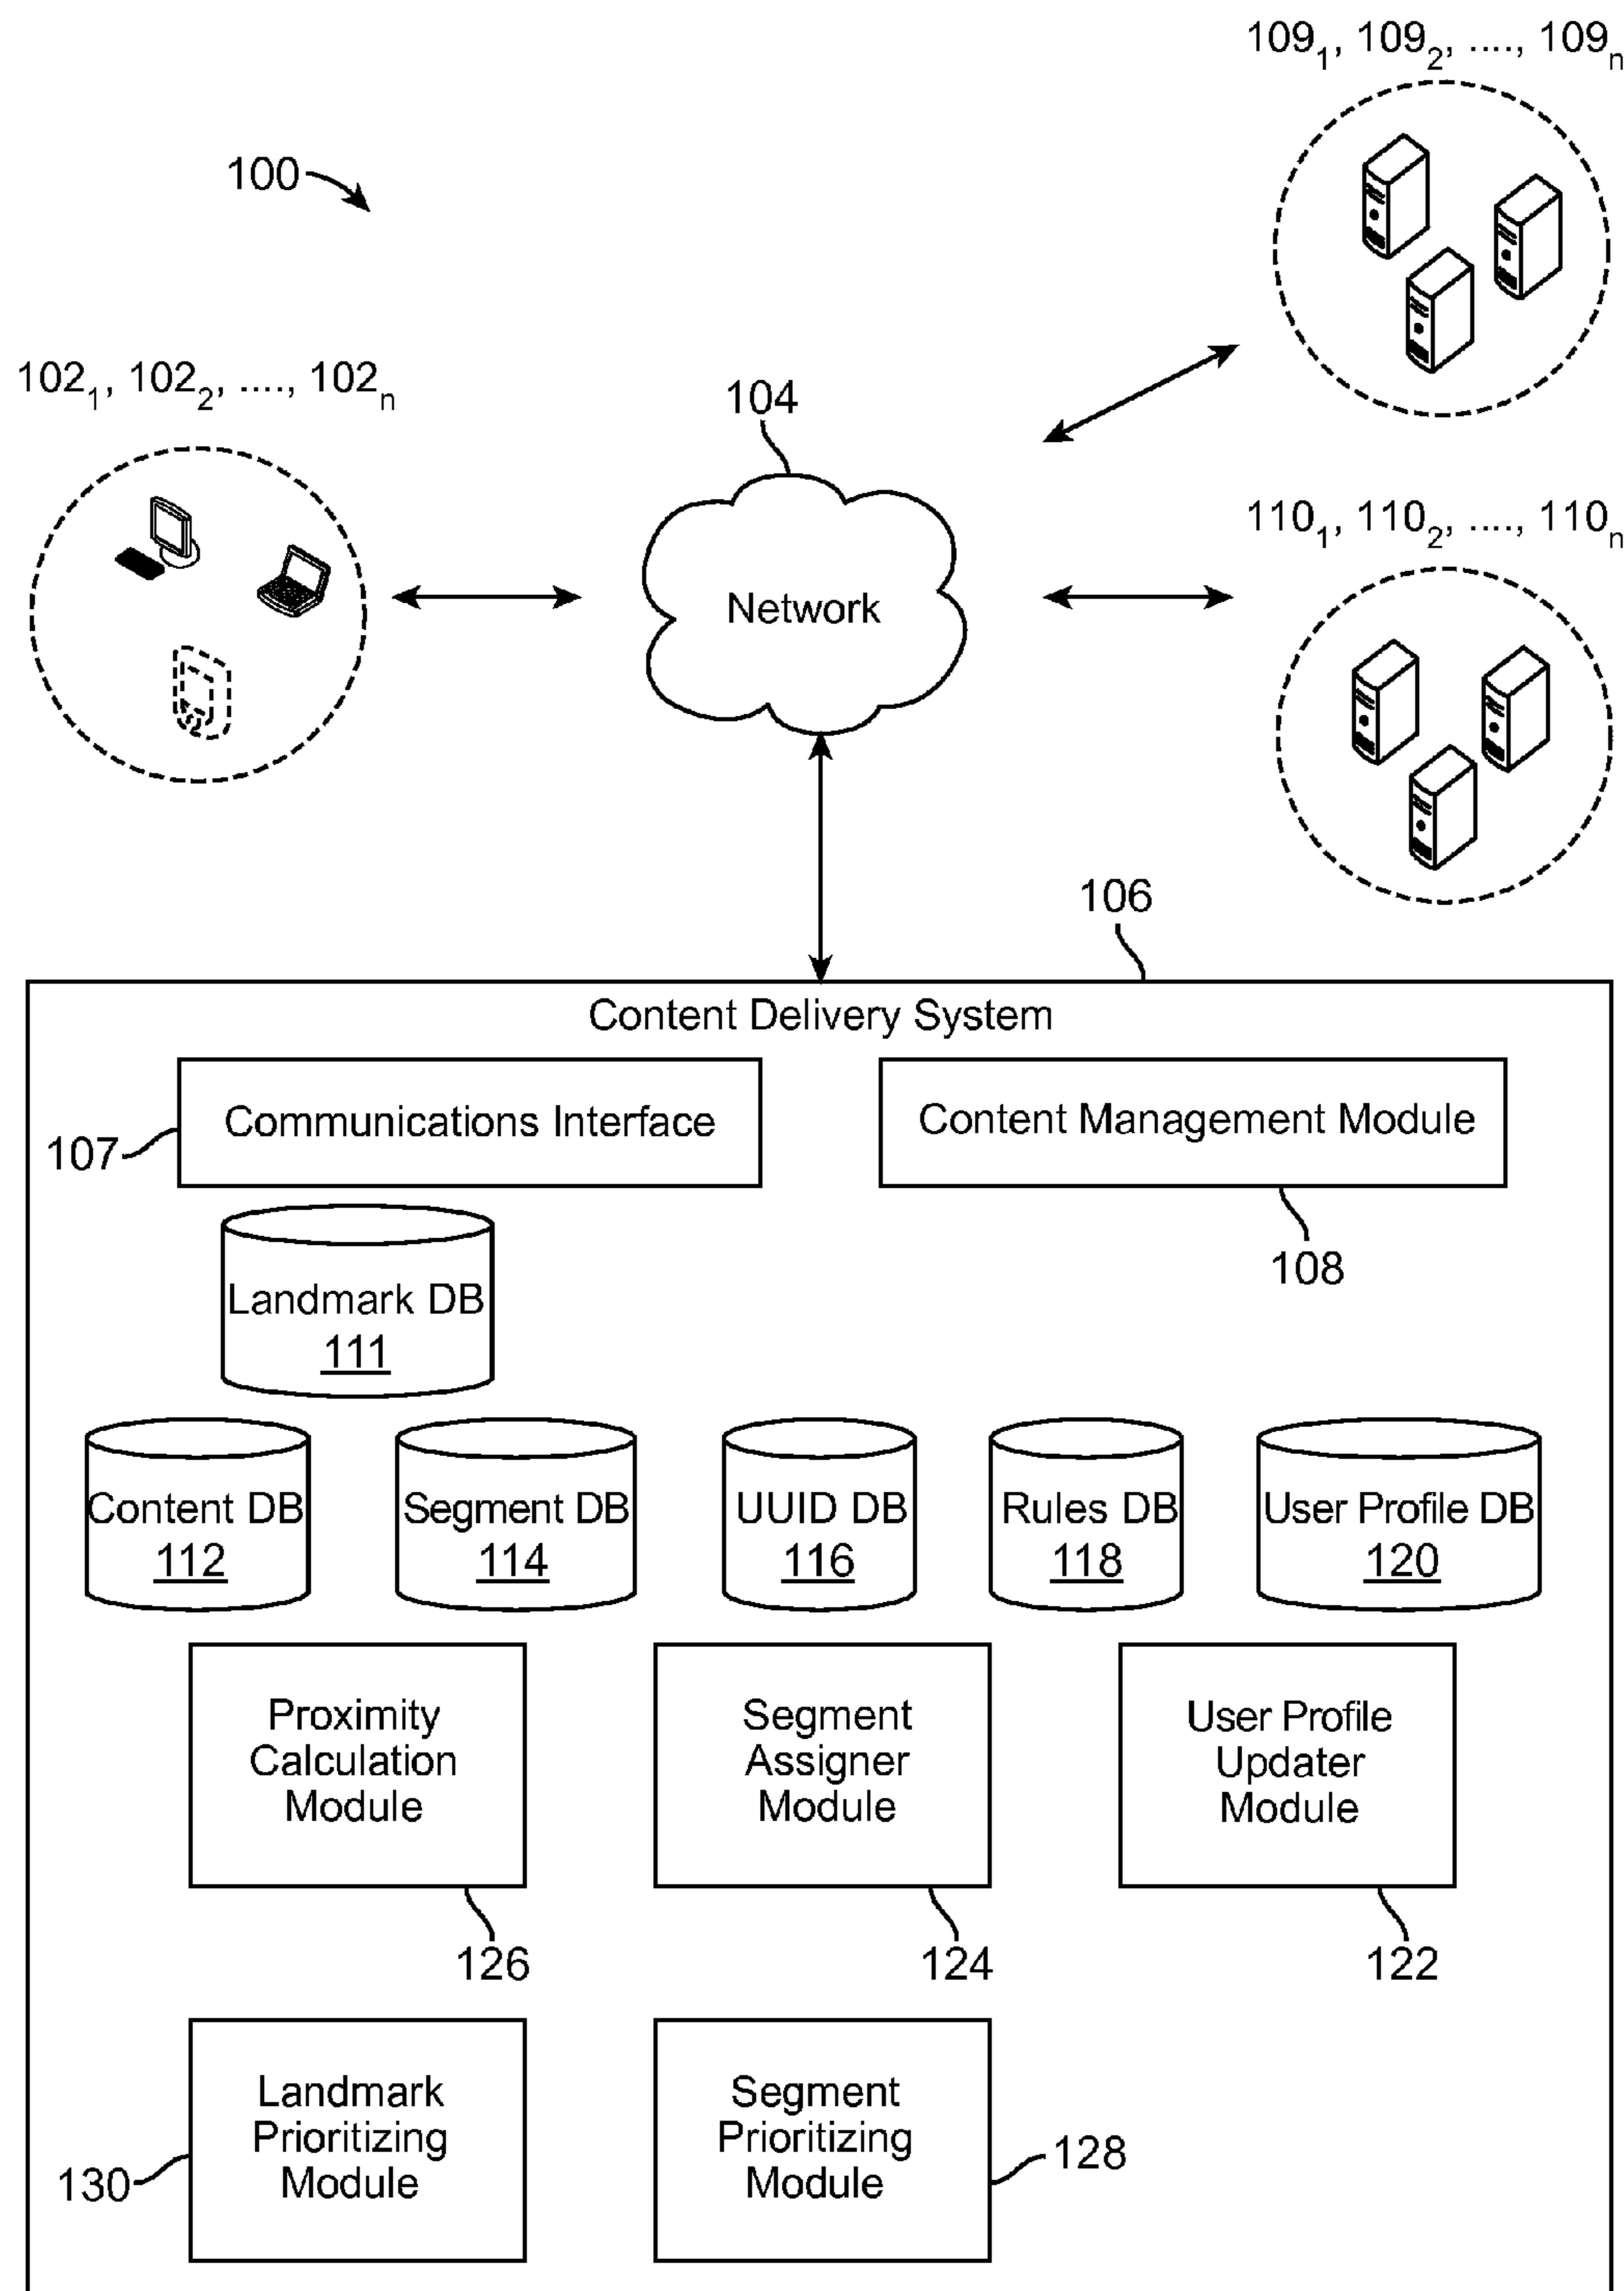 109₁, 109₂, ...., 109ₙ
100
102₁, 102₂, ...., 102ₙ
104
Network
110₁, 110₂, ...., 110ₙ
106
Content Delivery System
Communications Interface
Content Management Module
107
108
Landmark DB
111
Content DB
112
Segment DB
114
UUID DB
116
Rules DB
118
User Profile DB
120
Proximity
Calculation
Module
Segment
Assigner
Module
User Profile
Updater
Module
126
124
122
Landmark
Prioritizing
Module
Segment
Prioritizing
Module
130
128